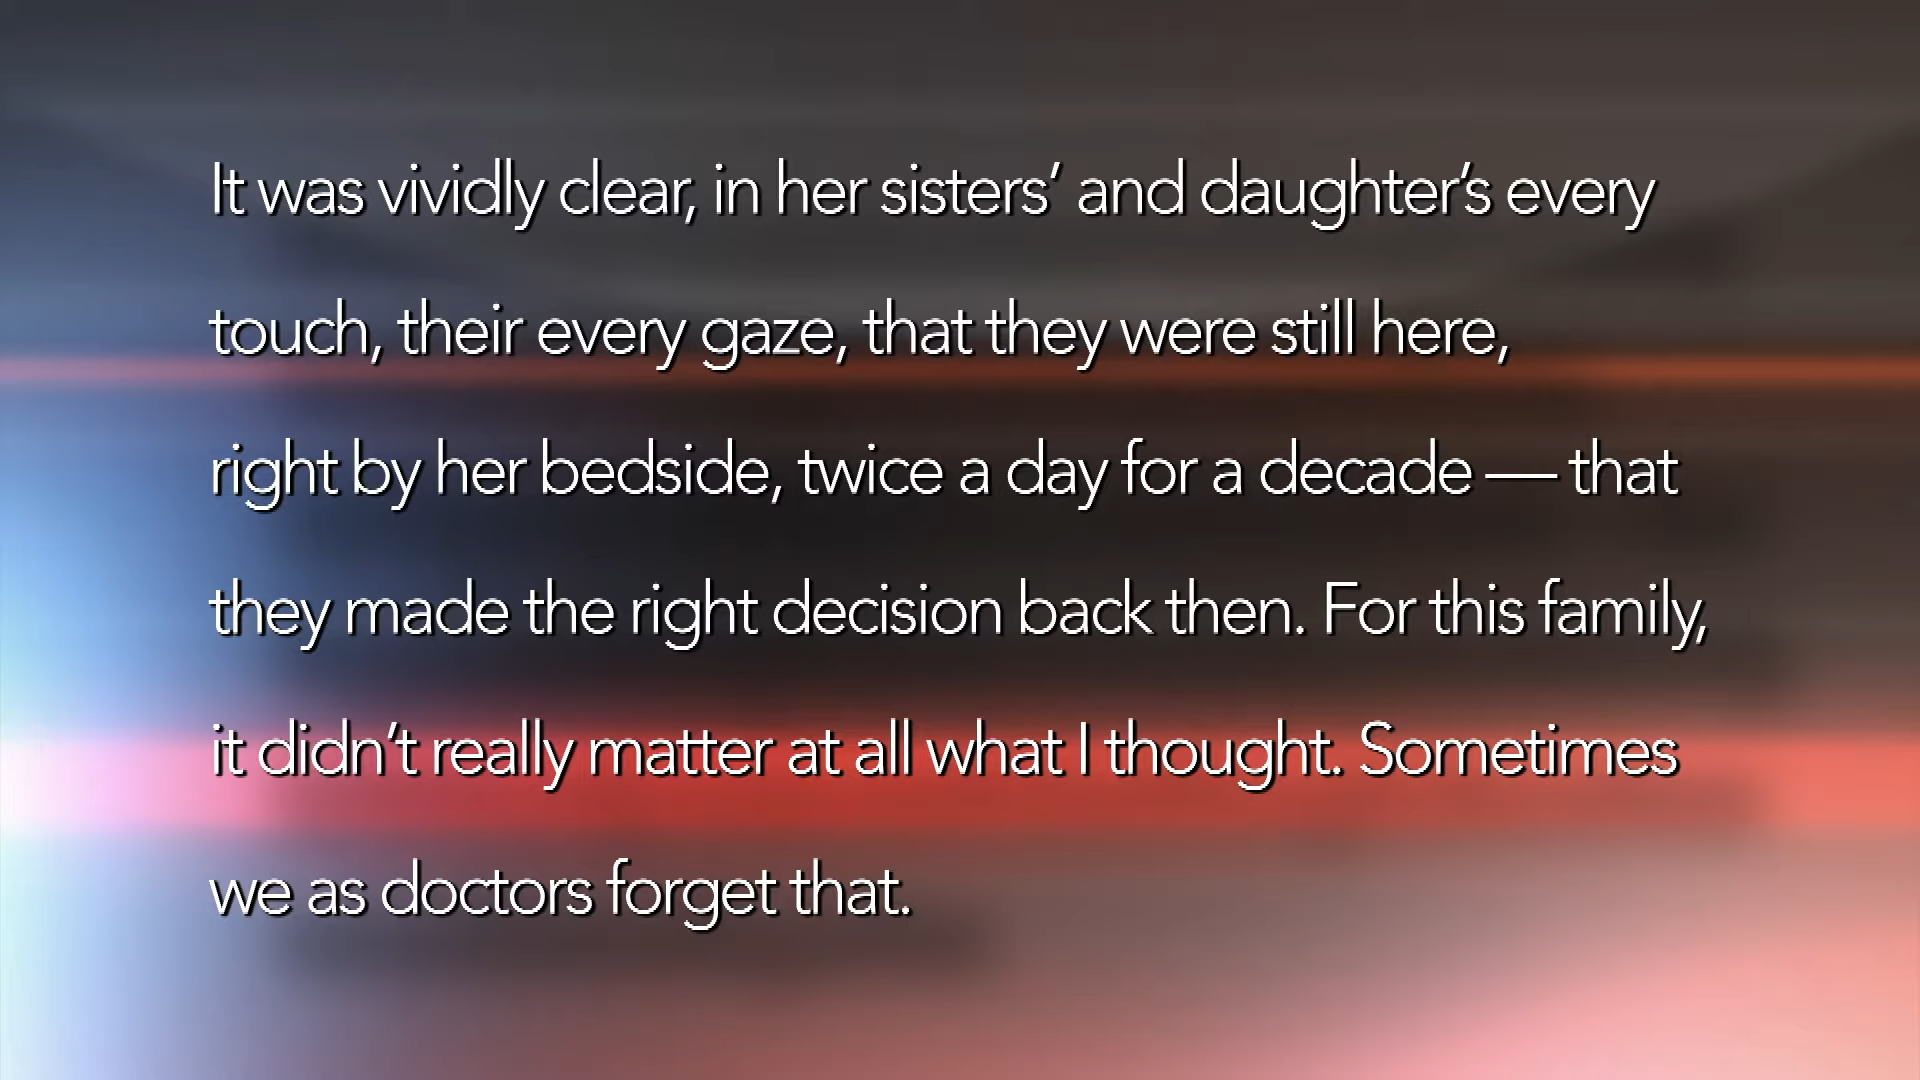 It was vividly clear, in her sisters’ and daughter’s every
touch, their every gaze, that they were still here,
right by her bedside, twice a day for a decade — that
they made the right decision back then. For this family,
it didn’t really matter at all what I thought. Sometimes
we as doctors forget that.